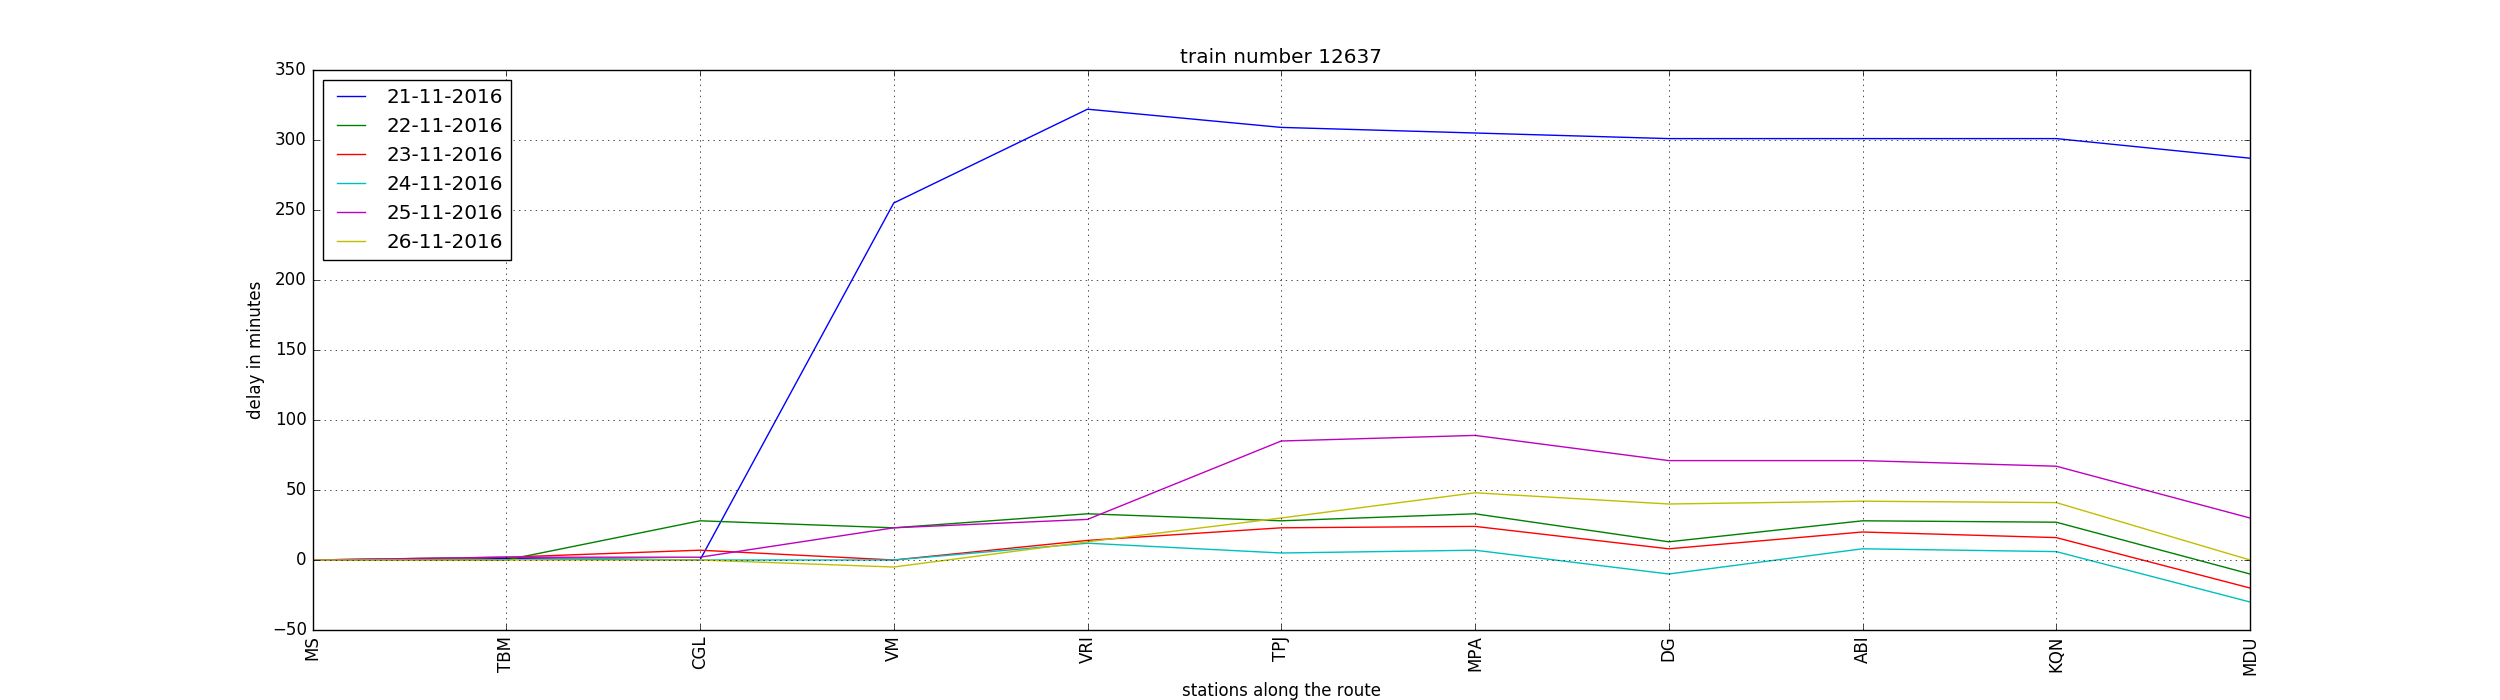 train number 12637
350
300
250
200
150
100
50
0
−50
delay in minutes
21-11-2016
22-11-2016
23-11-2016
24-11-2016
25-11-2016
26-11-2016
MS
TBM
CGL
VM
VRI
TPJ
MPA
DG
ABI
KQN
MDU
stations along the route